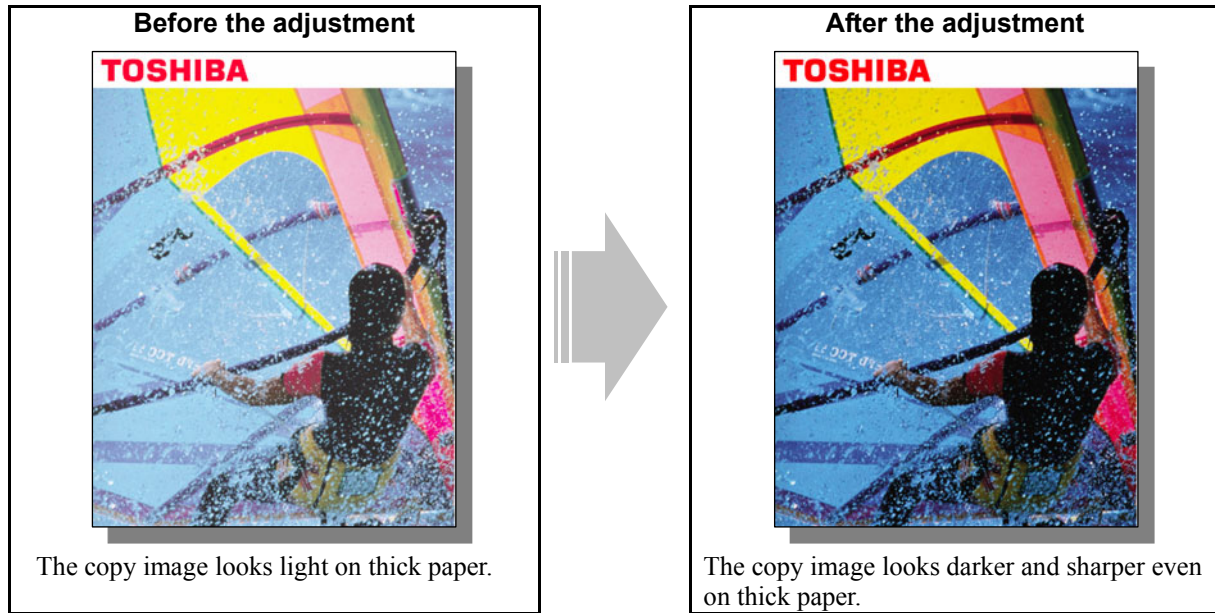 Before the adjustment
TOSHIBA
The copy image looks light on thick paper.
After the adjustment
TOSHIBA
The copy image looks darker and sharper even
on thick paper.